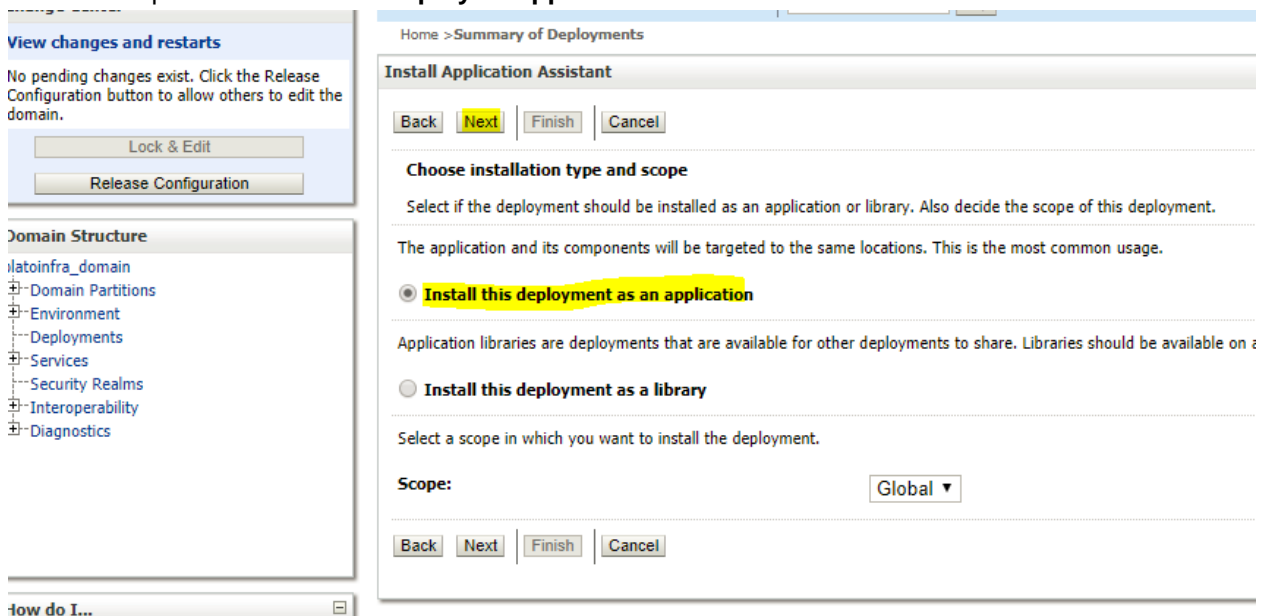 View changes and restarts
No pending changes exist. Click the Release
Configuration button to allow others to edit the
domain.
Lock & Edit
Release Configuration
Domain Structure
platoinfra_domain
Domain Partitions
Environment
Deployments
Services
Security Realms
Interoperability
Diagnostics
How do I...
Home >Summary of Deployments
Install Application Assistant
Back Next Finish Cancel
Choose installation type and scope
Select if the deployment should be installed as an application or library. Also decide the scope of this deployment.
The application and its components will be targeted to the same locations. This is the most common usage.
Install this deployment as an application
Application libraries are deployments that are available for other deployments to share. Libraries should be available on a
Install this deployment as a library
Select a scope in which you want to install the deployment.
Scope: Global
Back Next Finish Cancel